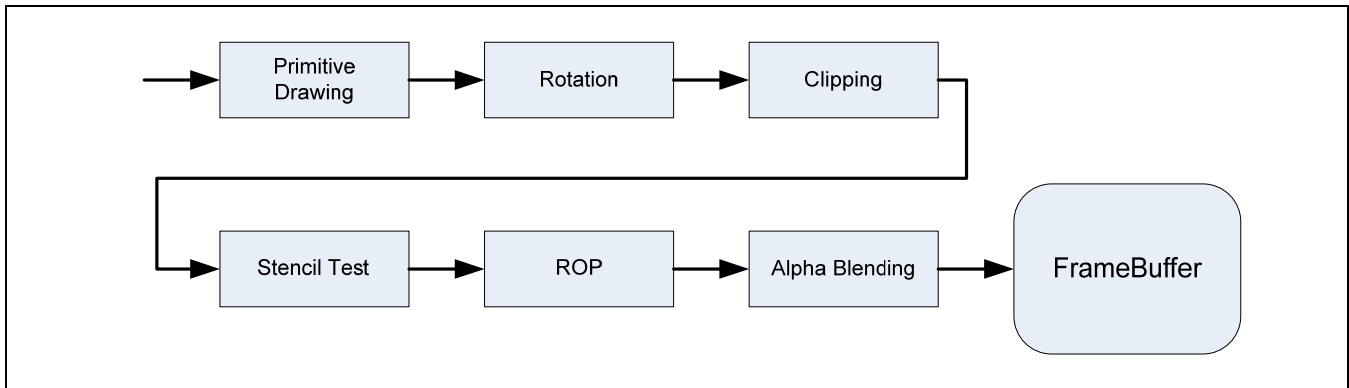 Primitive
Drawing
Rotation
Clipping
Stencil Test
ROP
Alpha Blending
FrameBuffer